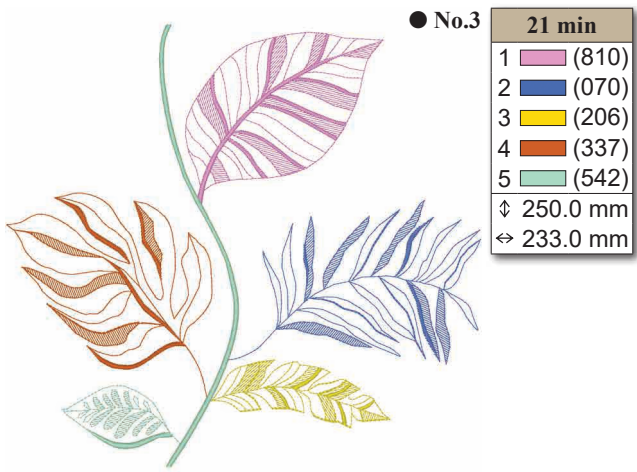 ● No.3
21 min
1 (810)
2 (070)
3 (206)
4 (337)
5 (542)
↕ 250.0 mm
↔ 233.0 mm